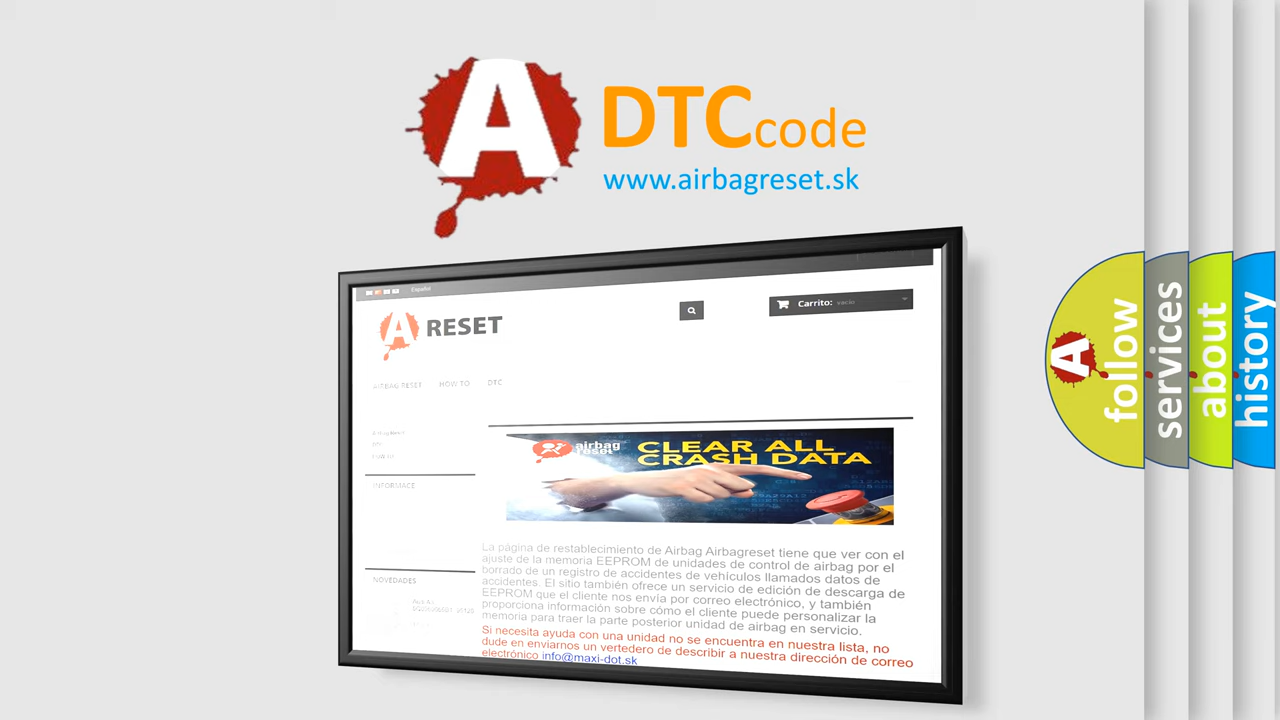 A
DTCcode
www.airbagreset.sk
Español
Carrito: vacío
A RESET
AIRBAG RESET HOW TO DTC
airbag
reset
CLEAR ALL
CRASH DATA
INFORMACE
La página de restablecimiento de Airbag Airbagreset tiene que ver con el
ajuste de la memoria EEPROM de unidades de control de airbag por el
borrado de un registro de accidentes de vehículos llamados datos de
accidentes. El sitio también ofrece un servicio de edición de descarga de
EEPROM que el cliente nos envía por correo electrónico, y también
proporciona información sobre cómo el cliente puede personalizar la
memoria para traer la parte posterior unidad de airbag en servicio.
Si necesita ayuda con una unidad no se encuentra en nuestra lista, no
dude en enviarnos un vertedero de describir a nuestra dirección de correo
electrónico info@maxi-dot.sk
NOVEDADES
A
follow
services
about
history